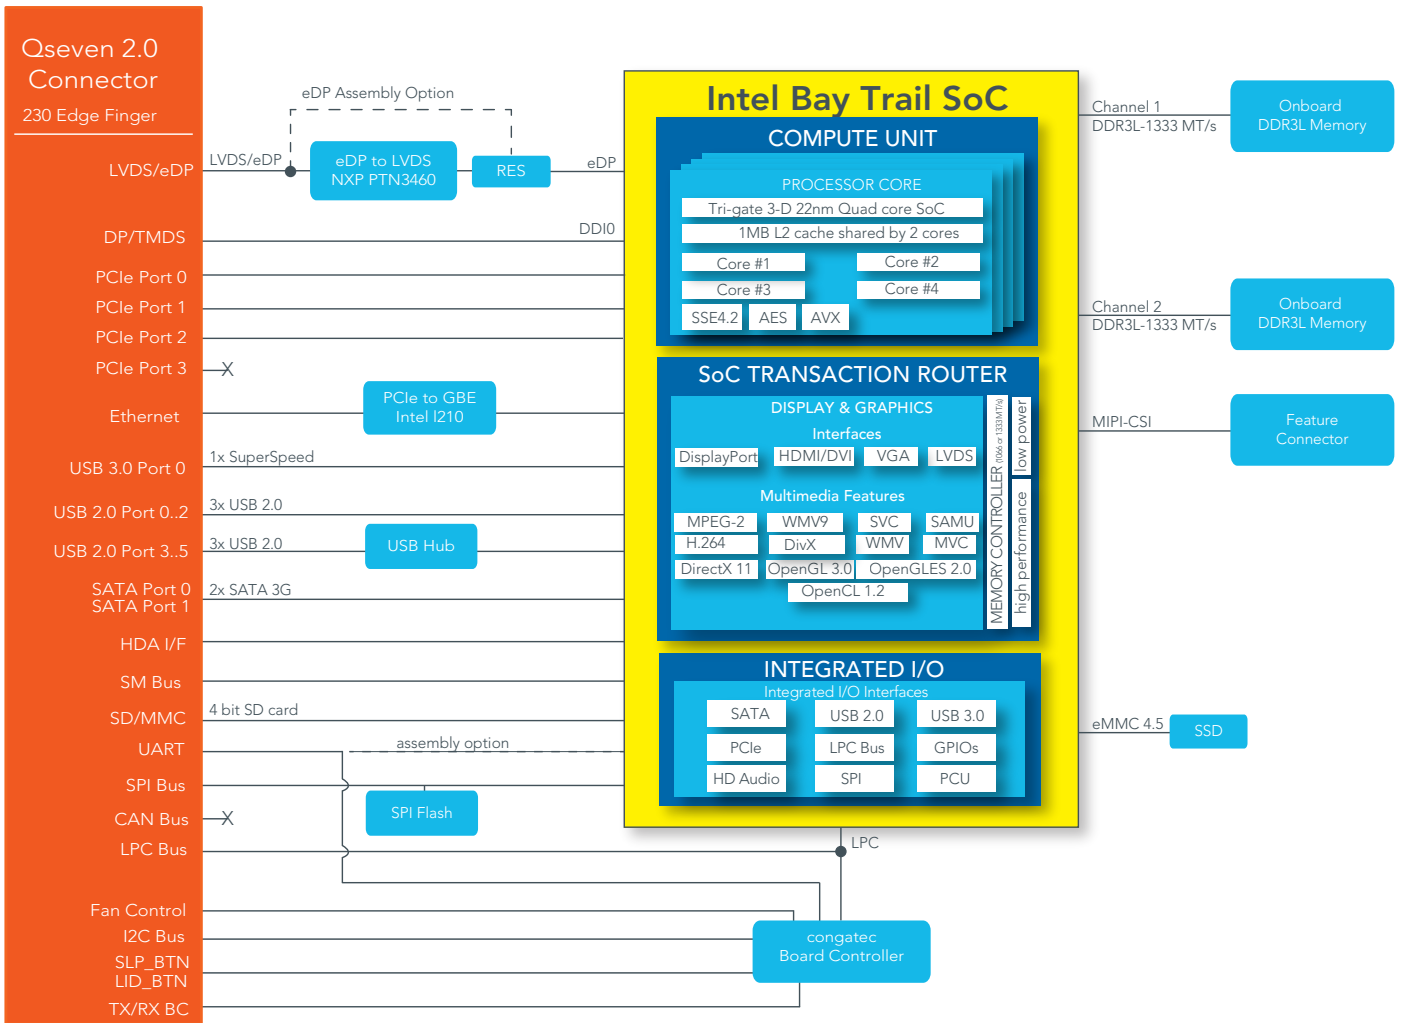 Qseven 2.0
Connector
230 Edge Finger
LVDS/eDP
DP/TMDS
PCIe Port 0
PCIe Port 1
PCIe Port 2
PCIe Port 3
Ethernet
USB 3.0 Port 0
USB 2.0 Port 0..2
USB 2.0 Port 3..5
SATA Port 0
SATA Port 1
HDA I/F
SM Bus
SD/MMC
UART
SPI Bus
CAN Bus
LPC Bus
Fan Control
I2C Bus
SLP_BTN
LID_BTN
TX/RX BC
eDP Assembly Option
LVDS/eDP
eDP to LVDS
NXP PTN3460
RES
eDP
DDI0
X
PCIe to GBE
Intel I210
1x SuperSpeed
3x USB 2.0
3x USB 2.0
USB Hub
2x SATA 3G
4 bit SD card
assembly option
SPI Flash
X
Intel Bay Trail SoC
COMPUTE UNIT
PROCESSOR CORE
Tri-gate 3-D 22nm Quad core SoC
1MB L2 cache shared by 2 cores
Core #1
Core #2
Core #3
Core #4
SSE4.2
AES
AVX
SoC TRANSACTION ROUTER
DISPLAY & GRAPHICS
Interfaces
DisplayPort
HDMI/DVI
VGA
LVDS
Multimedia Features
MPEG-2
WMV9
SVC
SAMU
H.264
DivX
WMV
MVC
DirectX 11
OpenGL 3.0
OpenGLES 2.0
OpenCL 1.2
MEMORY CONTROLLER (1066 or 1333MT/s)
low power
high performance
INTEGRATED I/O
Integrated I/O Interfaces
SATA
USB 2.0
USB 3.0
PCIe
LPC Bus
GPIOs
HD Audio
SPI
PCU
LPC
congatec
Board Controller
Channel 1
DDR3L-1333 MT/s
Onboard
DDR3L Memory
Channel 2
DDR3L-1333 MT/s
Onboard
DDR3L Memory
MIPI-CSI
Feature
Connector
eMMC 4.5
SSD